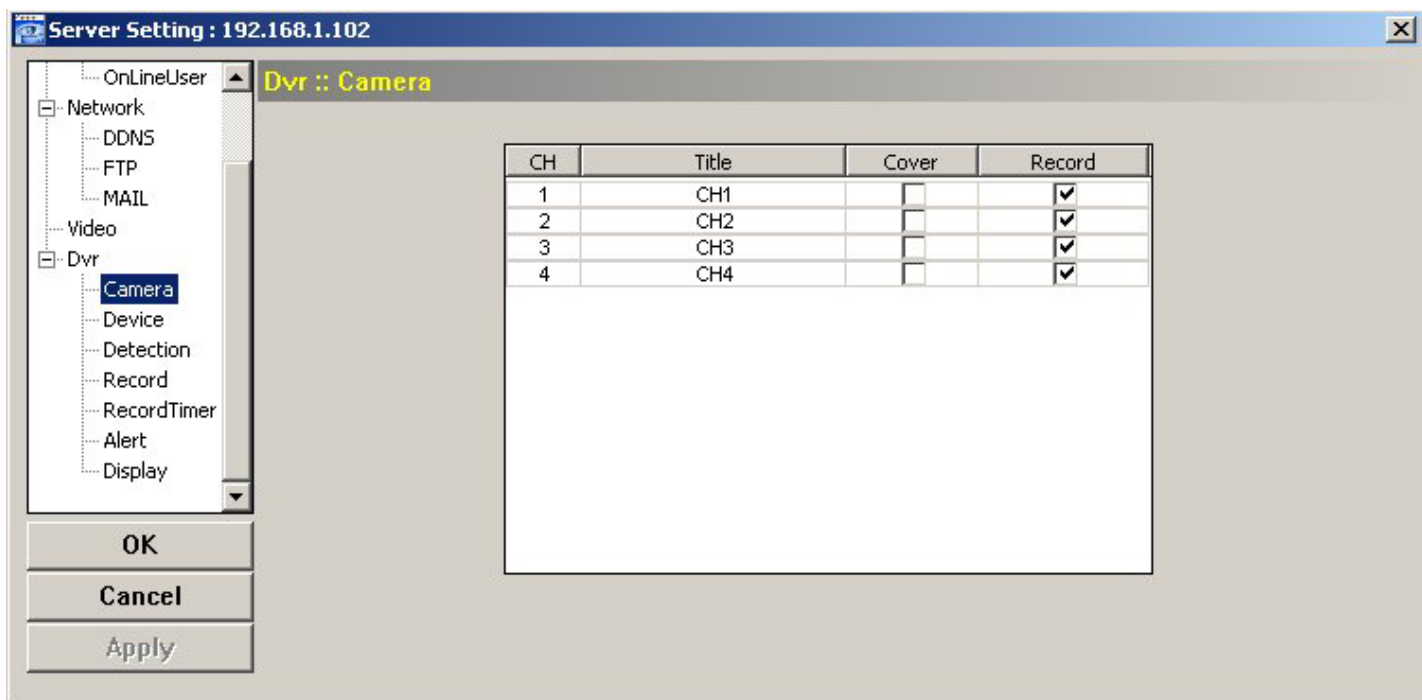 Server Setting : 192.168.1.102
OnLineUser
Network
DDNS
FTP
MAIL
Video
Dvr
Camera
Device
Detection
Record
RecordTimer
Alert
Display
OK
Cancel
Apply
Dvr :: Camera
CH Title Cover Record
1 CH1
2 CH2
3 CH3
4 CH4